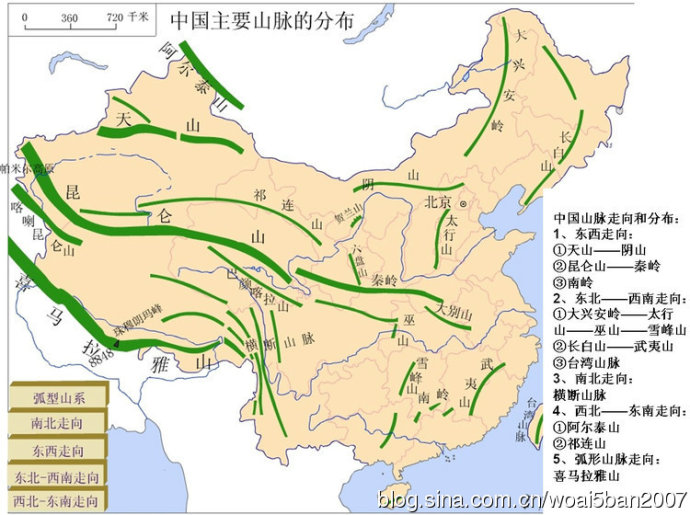 0 360 720 千米
中国主要山脉的分布
阿尔泰山
天山
大兴安岭
长白山
帕米尔高原
昆仑山
祁连山
阴山
贺兰山
北京
太行山
喀喇昆仑山
六盘山
秦岭
巴颜喀拉山
大别山
喜马拉雅山
珠穆朗玛峰
8848
横断山脉
巫山
雪峰山
武夷山
南岭
台湾山脉
弧型山系
南北走向
东西走向
东北-西南走向
西北-东南走向
中国山脉走向和分布:
1、东西走向:
①天山——阴山
②昆仑山——秦岭
③南岭
2、东北——西南走向:
①大兴安岭——太行
山——巫山——雪峰山
②长白山——武夷山
③台湾山脉
3、南北走向:
横断山脉
4、西北——东南走向:
①阿尔泰山
②祁连山
5、弧形山脉走向:
喜马拉雅山
blog.sina.com.cn/woai5ban2007